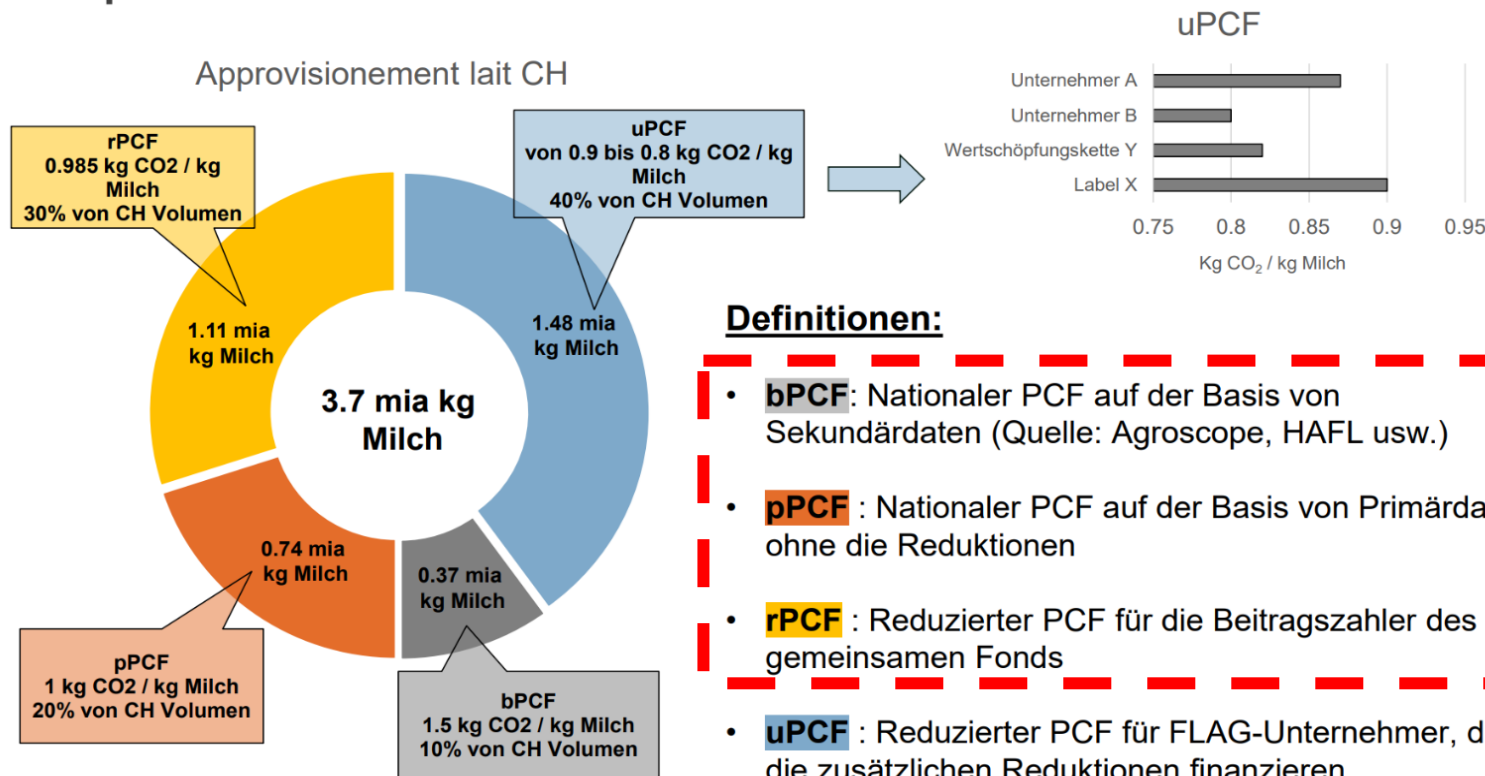 Approvisionement lait CH
rPCF
0.985 kg CO2 / kg
Milch
30% von CH Volumen
uPCF
von 0.9 bis 0.8 kg CO2 / kg
Milch
40% von CH Volumen
1.11 mia
kg Milch
1.48 mia
kg Milch
3.7 mia kg
Milch
0.74 mia
kg Milch
0.37 mia
kg Milch
pPCF
1 kg CO2 / kg Milch
20% von CH Volumen
bPCF
1.5 kg CO2 / kg Milch
10% von CH Volumen
uPCF
Unternehmer A
Unternehmer B
Wertschöpfungskette Y
Label X
0.75 0.8 0.85 0.9 0.95
Kg CO₂ / kg Milch
Definitionen:
• bPCF: Nationaler PCF auf der Basis von
Sekundärdaten (Quelle: Agroscope, HAFL usw.)
• pPCF : Nationaler PCF auf der Basis von Primärda
ohne die Reduktionen
• rPCF : Reduzierter PCF für die Beitragszahler des
gemeinsamen Fonds
• uPCF : Reduzierter PCF für FLAG-Unternehmer, d
die zusätzlichen Reduktionen finanzieren